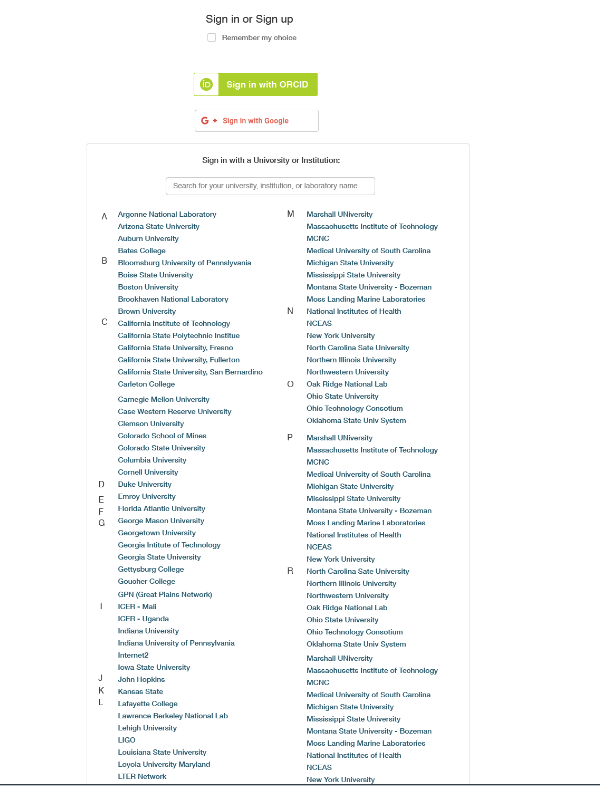 Sign in or Sign up
Remember my choice
iD Sign in with ORCID
G+ Sign in with Google
Sign in with a University or Institution:
Search for your university, institution, or laboratory name
A Argonne National Laboratory
Arizona State University
Auburn University
Bates College
B Bloomsburg University of Pennslyvania
Boise State University
Boston University
Brookhaven National Laboratory
Brown University
C California Institute of Technology
California State Polytechnic Institue
California State University, Fresno
California State University, Fullerton
California State University, San Bernardino
Carleton College
Carnegie Mellon University
Case Western Reserve University
Clemson University
Colorado School of Mines
Colorado State University
Columbia University
Cornell University
D Duke University
E Emroy University
F Florida Atlantic University
G George Mason University
Georgetown University
Georgia Intitute of Technology
Georgia State University
Gettysburg College
Goucher College
GPN (Great Plains Network)
I ICER - Mali
ICER - Uganda
Indiana University
Indiana University of Pennsylvania
Internet2
Iowa State University
J John Hopkins
K Kansas State
L Lafayette College
Lawrence Berkeley National Lab
Lehigh University
LIGO
Louisiana State University
Loyola University Maryland
LTER Network
M Marshall UNiversity
Massachusetts Institute of Technology
MCNC
Medical University of South Carolina
Michigan State University
Mississippi State University
Montana State University - Bozeman
Moss Landing Marine Laboratories
N National Institutes of Health
NCEAS
New York University
North Carolina Sate University
Northern Illinois University
Northwestern University
O Oak Ridge National Lab
Ohio State University
Ohio Technology Consotium
Oklahoma State Univ System
P Marshall UNiversity
Massachusetts Institute of Technology
MCNC
Medical University of South Carolina
Michigan State University
Mississippi State University
Montana State University - Bozeman
Moss Landing Marine Laboratories
National Institutes of Health
NCEAS
New York University
R North Carolina Sate University
Northern Illinois University
Northwestern University
Oak Ridge National Lab
Ohio State University
Ohio Technology Consotium
Oklahoma State Univ System
Marshall UNiversity
Massachusetts Institute of Technology
MCNC
Medical University of South Carolina
Michigan State University
Mississippi State University
Montana State University - Bozeman
Moss Landing Marine Laboratories
National Institutes of Health
NCEAS
New York University